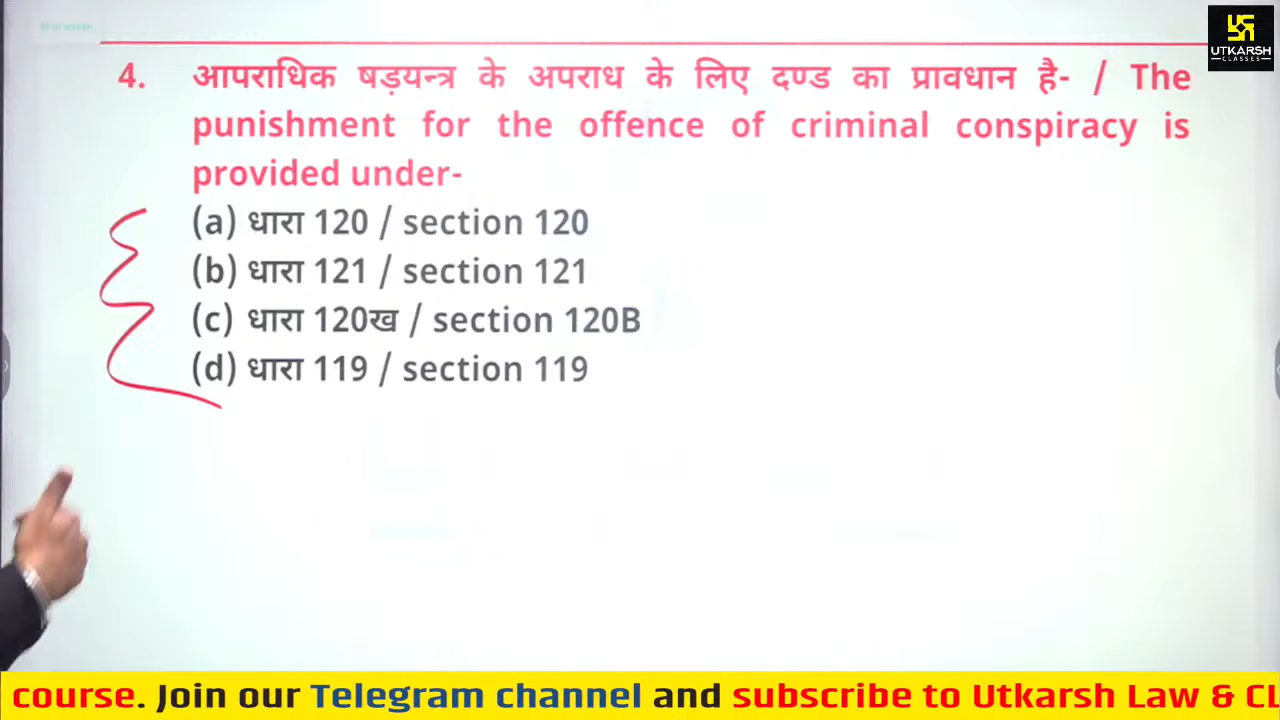 UTKARSH
CLASSES
4. आपराधिक षड़यन्त्र के अपराध के लिए दण्ड का प्रावधान है- / The
punishment for the offence of criminal conspiracy is
provided under-
(a) धारा 120 / section 120
(b) धारा 121 / section 121
(c) धारा 120ख / section 120B
(d) धारा 119 / section 119
course. Join our Telegram channel and subscribe to Utkarsh Law & CL